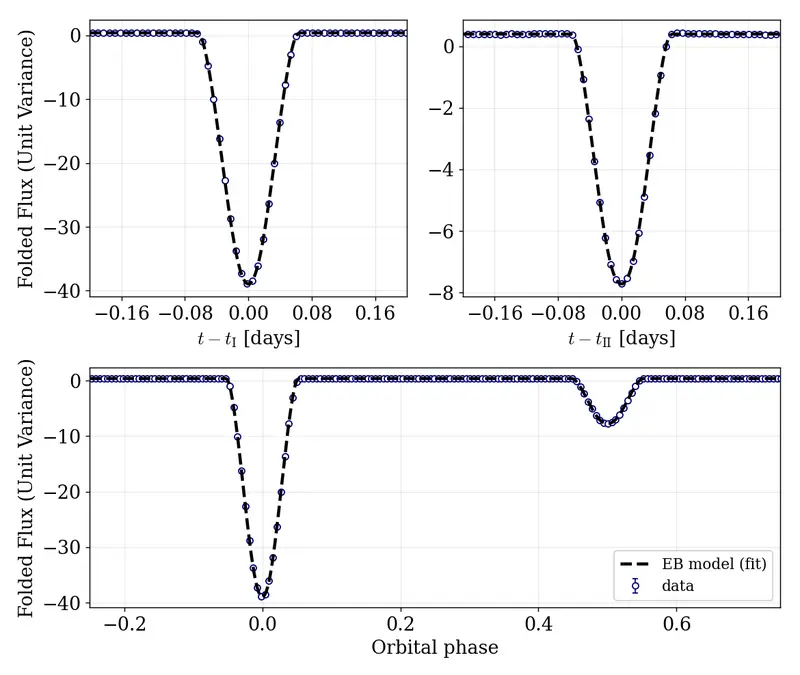 Folded Flux (Unit Variance)
0
−10
−20
−30
−40
−0.16 −0.08 0.00 0.08 0.16
t − tI [days]
0
−2
−4
−6
−8
−0.16 −0.08 0.00 0.08 0.16
t − tII [days]
Folded Flux (Unit Variance)
0
−10
−20
−30
−40
EB model (fit)
data
−0.2 0.0 0.2 0.4 0.6
Orbital phase